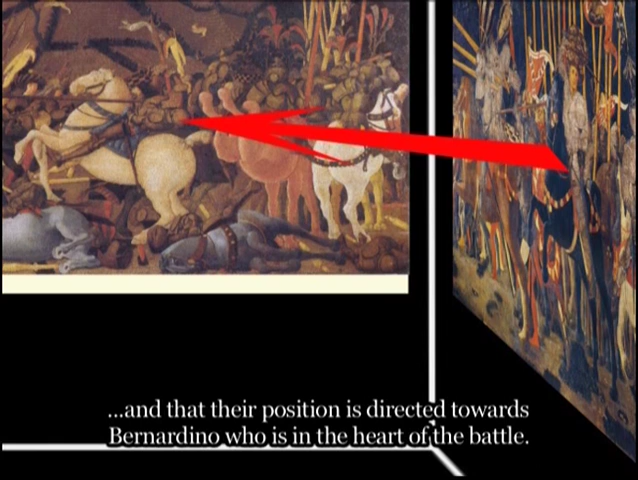 ...and that their position is directed towards
Bernardino who is in the heart of the battle.